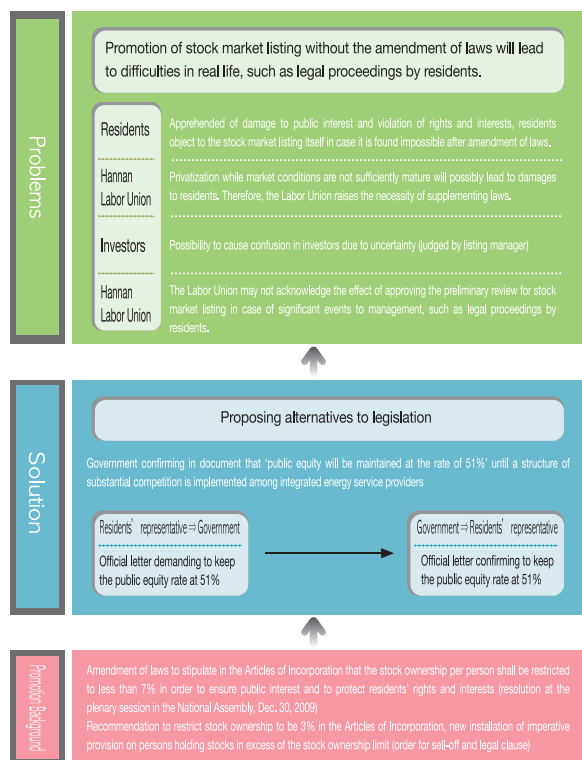 Problems
Promotion of stock market listing without the amendment of laws will lead
to difficulties in real life, such as legal proceedings by residents.
Residents
Apprehended of damage to public interest and violation of rights and interests, residents
object to the stock market listing itself in case it is found impossible after amendment of laws.
Hannan
Labor Union
Privatization while market conditions are not sufficiently mature will possibly lead to damages
to residents. Therefore, the Labor Union raises the necessity of supplementing laws.
Investors
Possibility to cause confusion in investors due to uncertainty (judged by listing manager)
Hannan
Labor Union
The Labor Union may not acknowledge the effect of approving the preliminary review for stock
market listing in case of significant events to management, such as legal proceedings by
residents.
Solution
Proposing alternatives to legislation
Government confirming in document that ‘public equity will be maintained at the rate of 51%’ until a structure of
substantial competition is implemented among integrated energy service providers
Residents’ representative⇒Government
Official letter demanding to keep
the public equity rate at 51%
Government⇒Residents’ representative
Official letter confirming to keep
the public equity rate at 51%
Promotion Background
Amendment of laws to stipulate in the Articles of Incorporation that the stock ownership per person shall be restricted
to less than 7% in order to ensure public interest and to protect residents’ rights and interests (resolution at the
plenary session in the National Assembly, Dec. 30, 2009)
Recommendation to restrict stock ownership to be 3% in the Articles of Incorporation, new installation of imperative
provision on persons holding stocks in excess of the stock ownership limit (order for sell-off and legal clause)